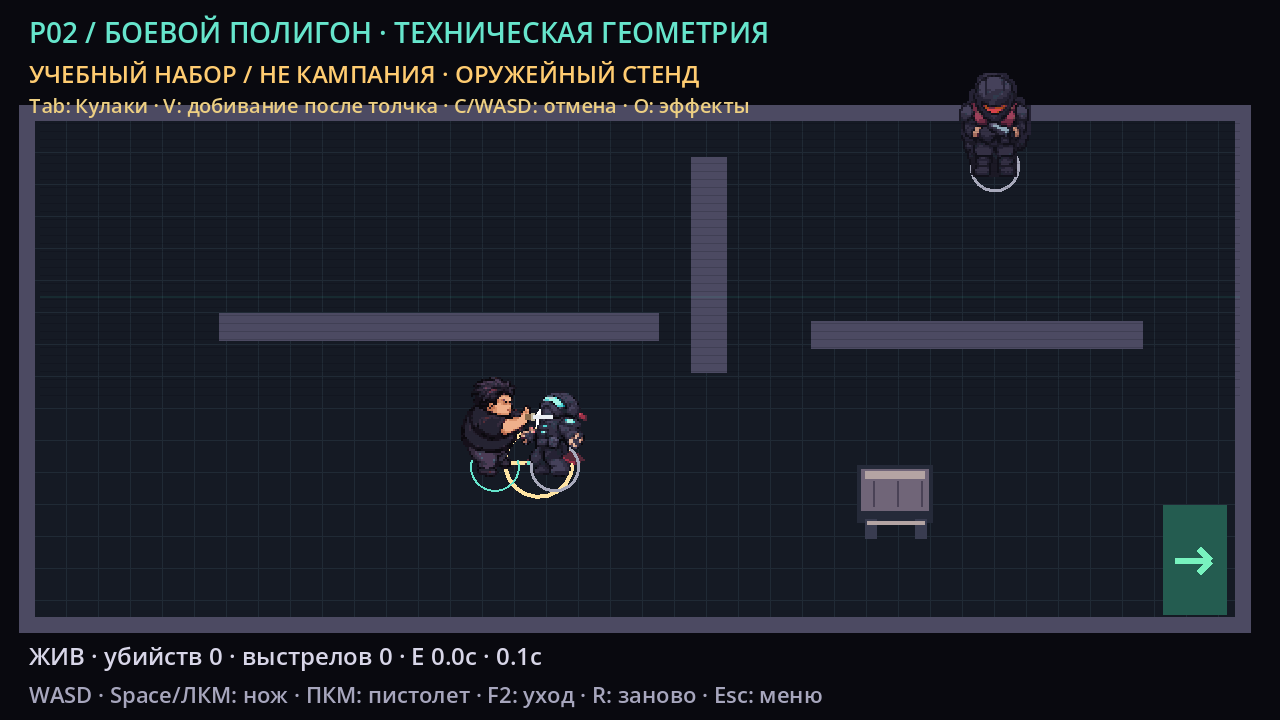 P02 / БОЕВОЙ ПОЛИГОН · ТЕХНИЧЕСКАЯ ГЕОМЕТРИЯ
УЧЕБНЫЙ НАБОР / НЕ КАМПАНИЯ · ОРУЖЕЙНЫЙ СТЕНД
Tab: Кулаки · V: добивание после толчка · C/WASD: отмена · O: эффекты
ЖИВ · убийств 0 · выстрелов 0 · E 0.0с · 0.1с
WASD · Space/ЛКМ: нож · ПКМ: пистолет · F2: уход · R: заново · Esc: меню